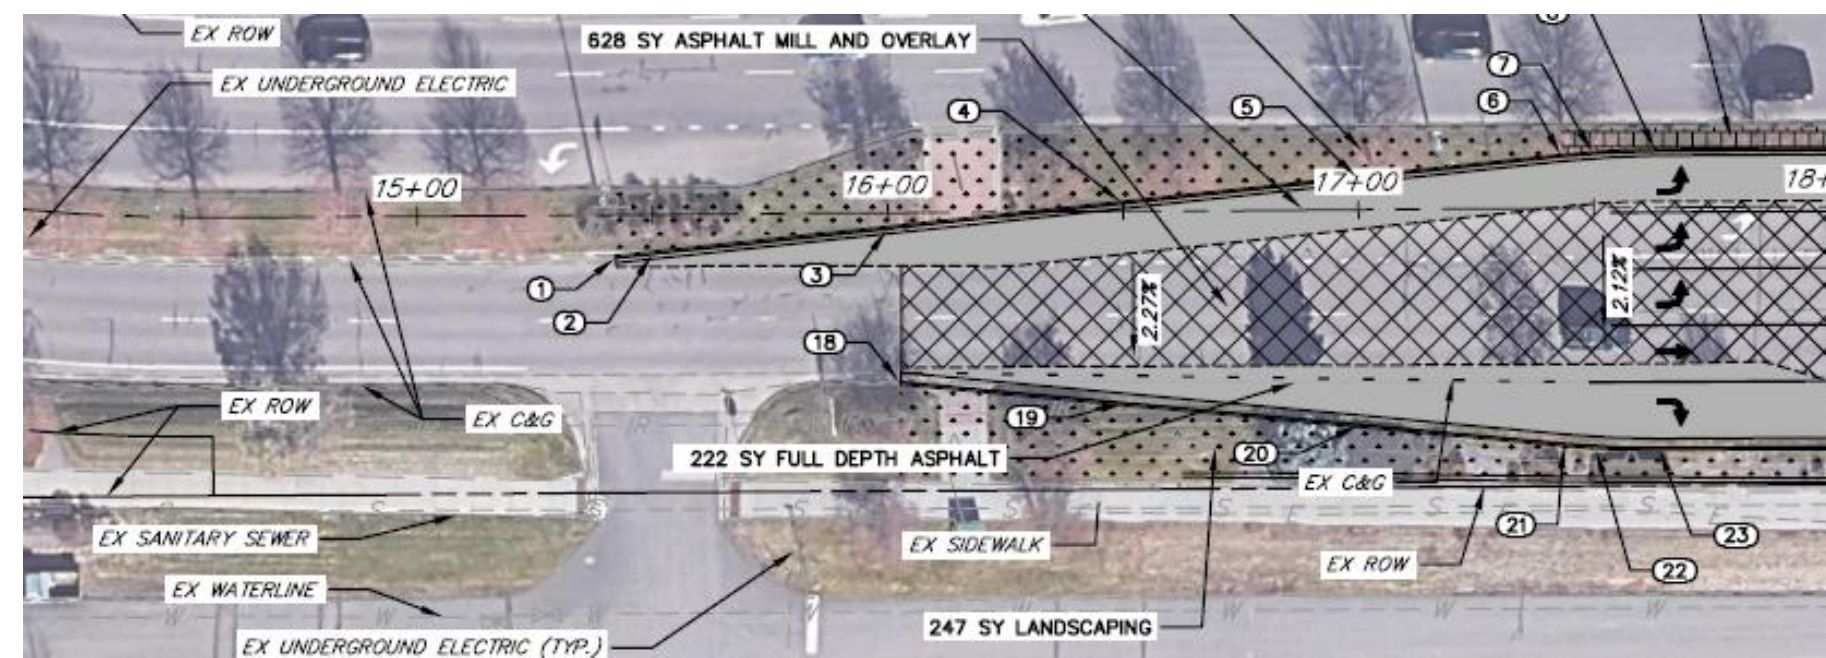 EX ROW
628 SY ASPHALT MILL AND OVERLAY
EX UNDERGROUND ELECTRIC
7
6
5
4
15+00
16+00
17+00
18+
1
2
3
2.27%
2.12%
18
EX ROW
EX C&G
19
222 SY FULL DEPTH ASPHALT
20
EX C&G
21
EX SANITARY SEWER
EX SIDEWALK
EX ROW
23
22
EX WATERLINE
247 SY LANDSCAPING
EX UNDERGROUND ELECTRIC (TYP.)